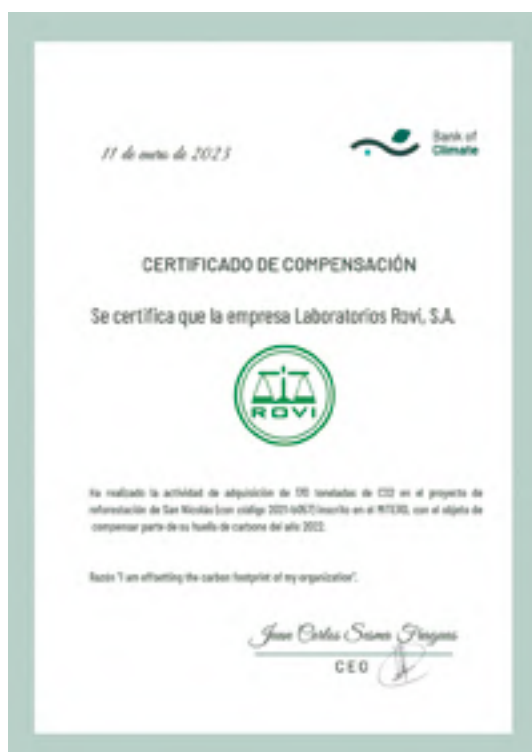 11 de enero de 2023
Bank of
Climate
CERTIFICADO DE COMPENSACIÓN
Se certifica que la empresa Laboratorios Rovi, S.A.
ROVI
Ha realizado la actividad de adquisición de 170 toneladas de CO2 en el proyecto de
reforestación de San Nicolás (con código 2021-b057) inscrito en el MITERD, con el objeto de
compensar parte de su huella de carbono del año 2022.
Razón "I am offsetting the carbon footprint of my organization".
Juan Carlos
CEO